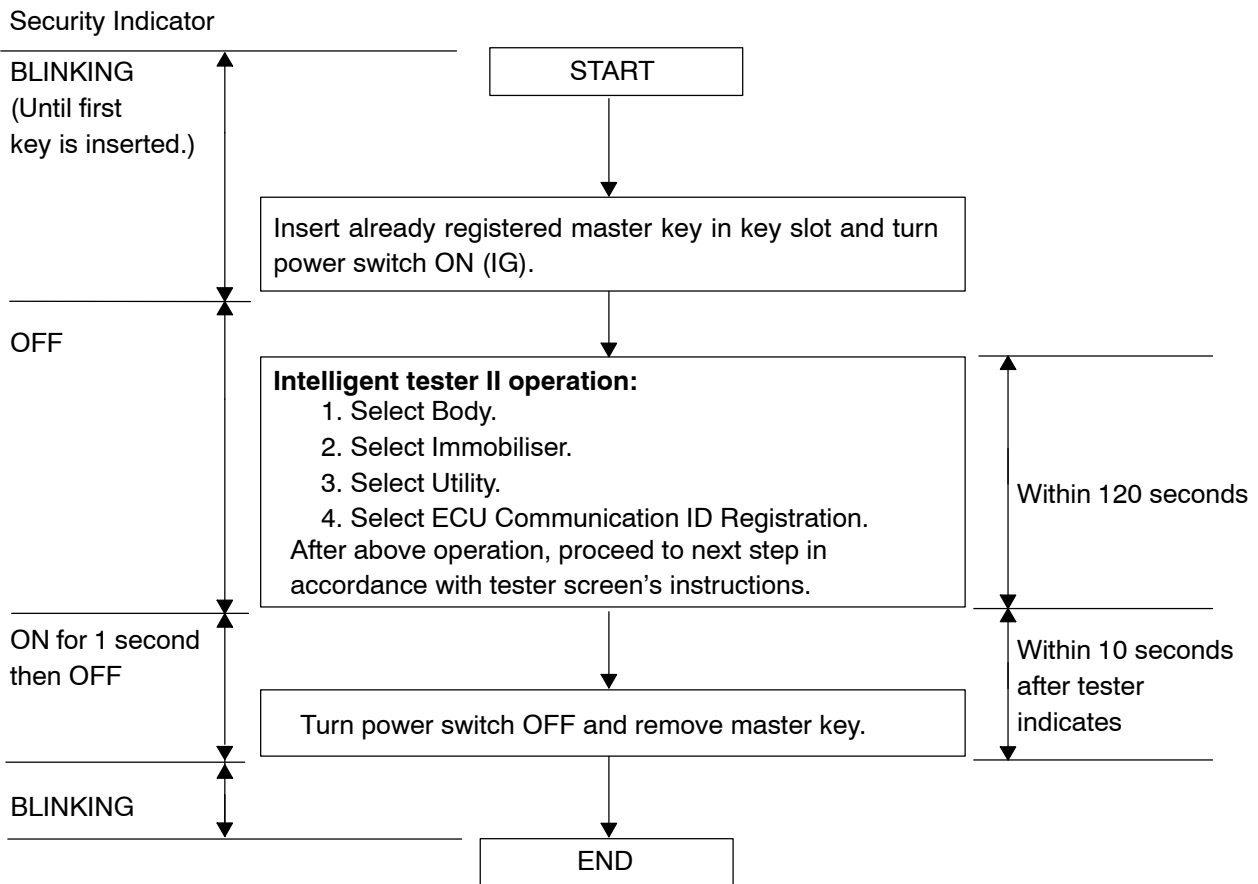 Security Indicator
BLINKING
(Until first
key is inserted.)
START
Insert already registered master key in key slot and turn
power switch ON (IG).
OFF
Intelligent tester II operation:
1. Select Body.
2. Select Immobiliser.
3. Select Utility.
4. Select ECU Communication ID Registration.
After above operation, proceed to next step in
accordance with tester screen's instructions.
Within 120 seconds
ON for 1 second
then OFF
Within 10 seconds
after tester
indicates
Turn power switch OFF and remove master key.
BLINKING
END